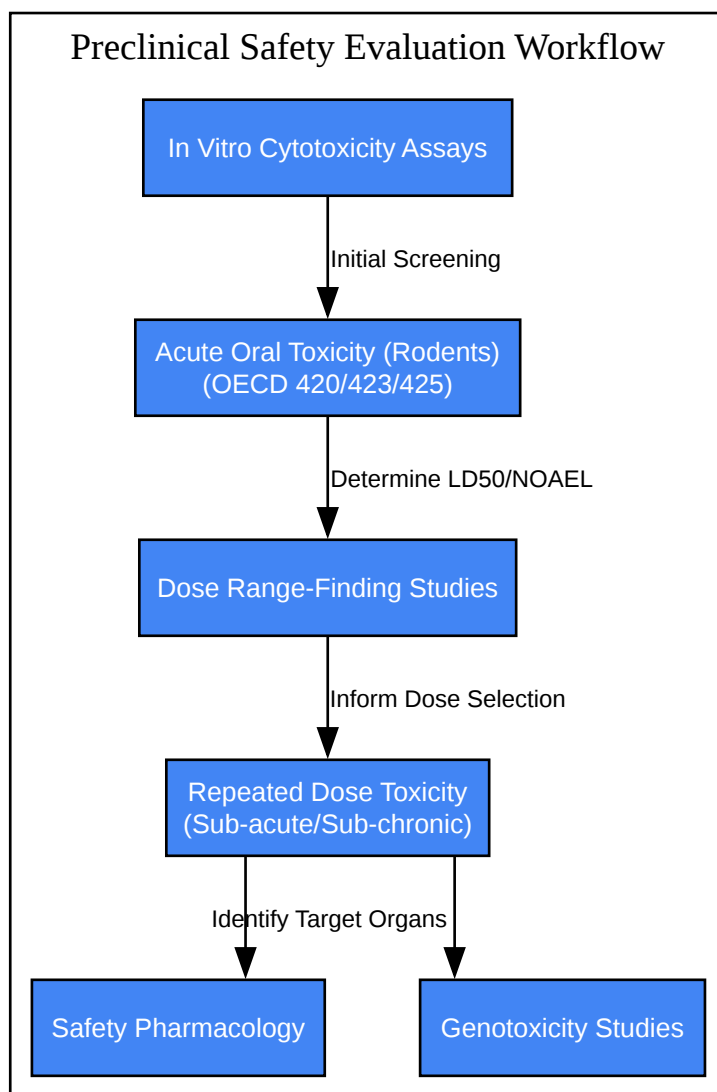 Preclinical Safety Evaluation Workflow
In Vitro Cytotoxicity Assays
Initial Screening
Acute Oral Toxicity (Rodents)
(OECD 420/423/425)
Determine LD50/NOAEL
Dose Range-Finding Studies
Inform Dose Selection
Repeated Dose Toxicity
(Sub-acute/Sub-chronic)
Identify Target Organs
Safety Pharmacology
Genotoxicity Studies